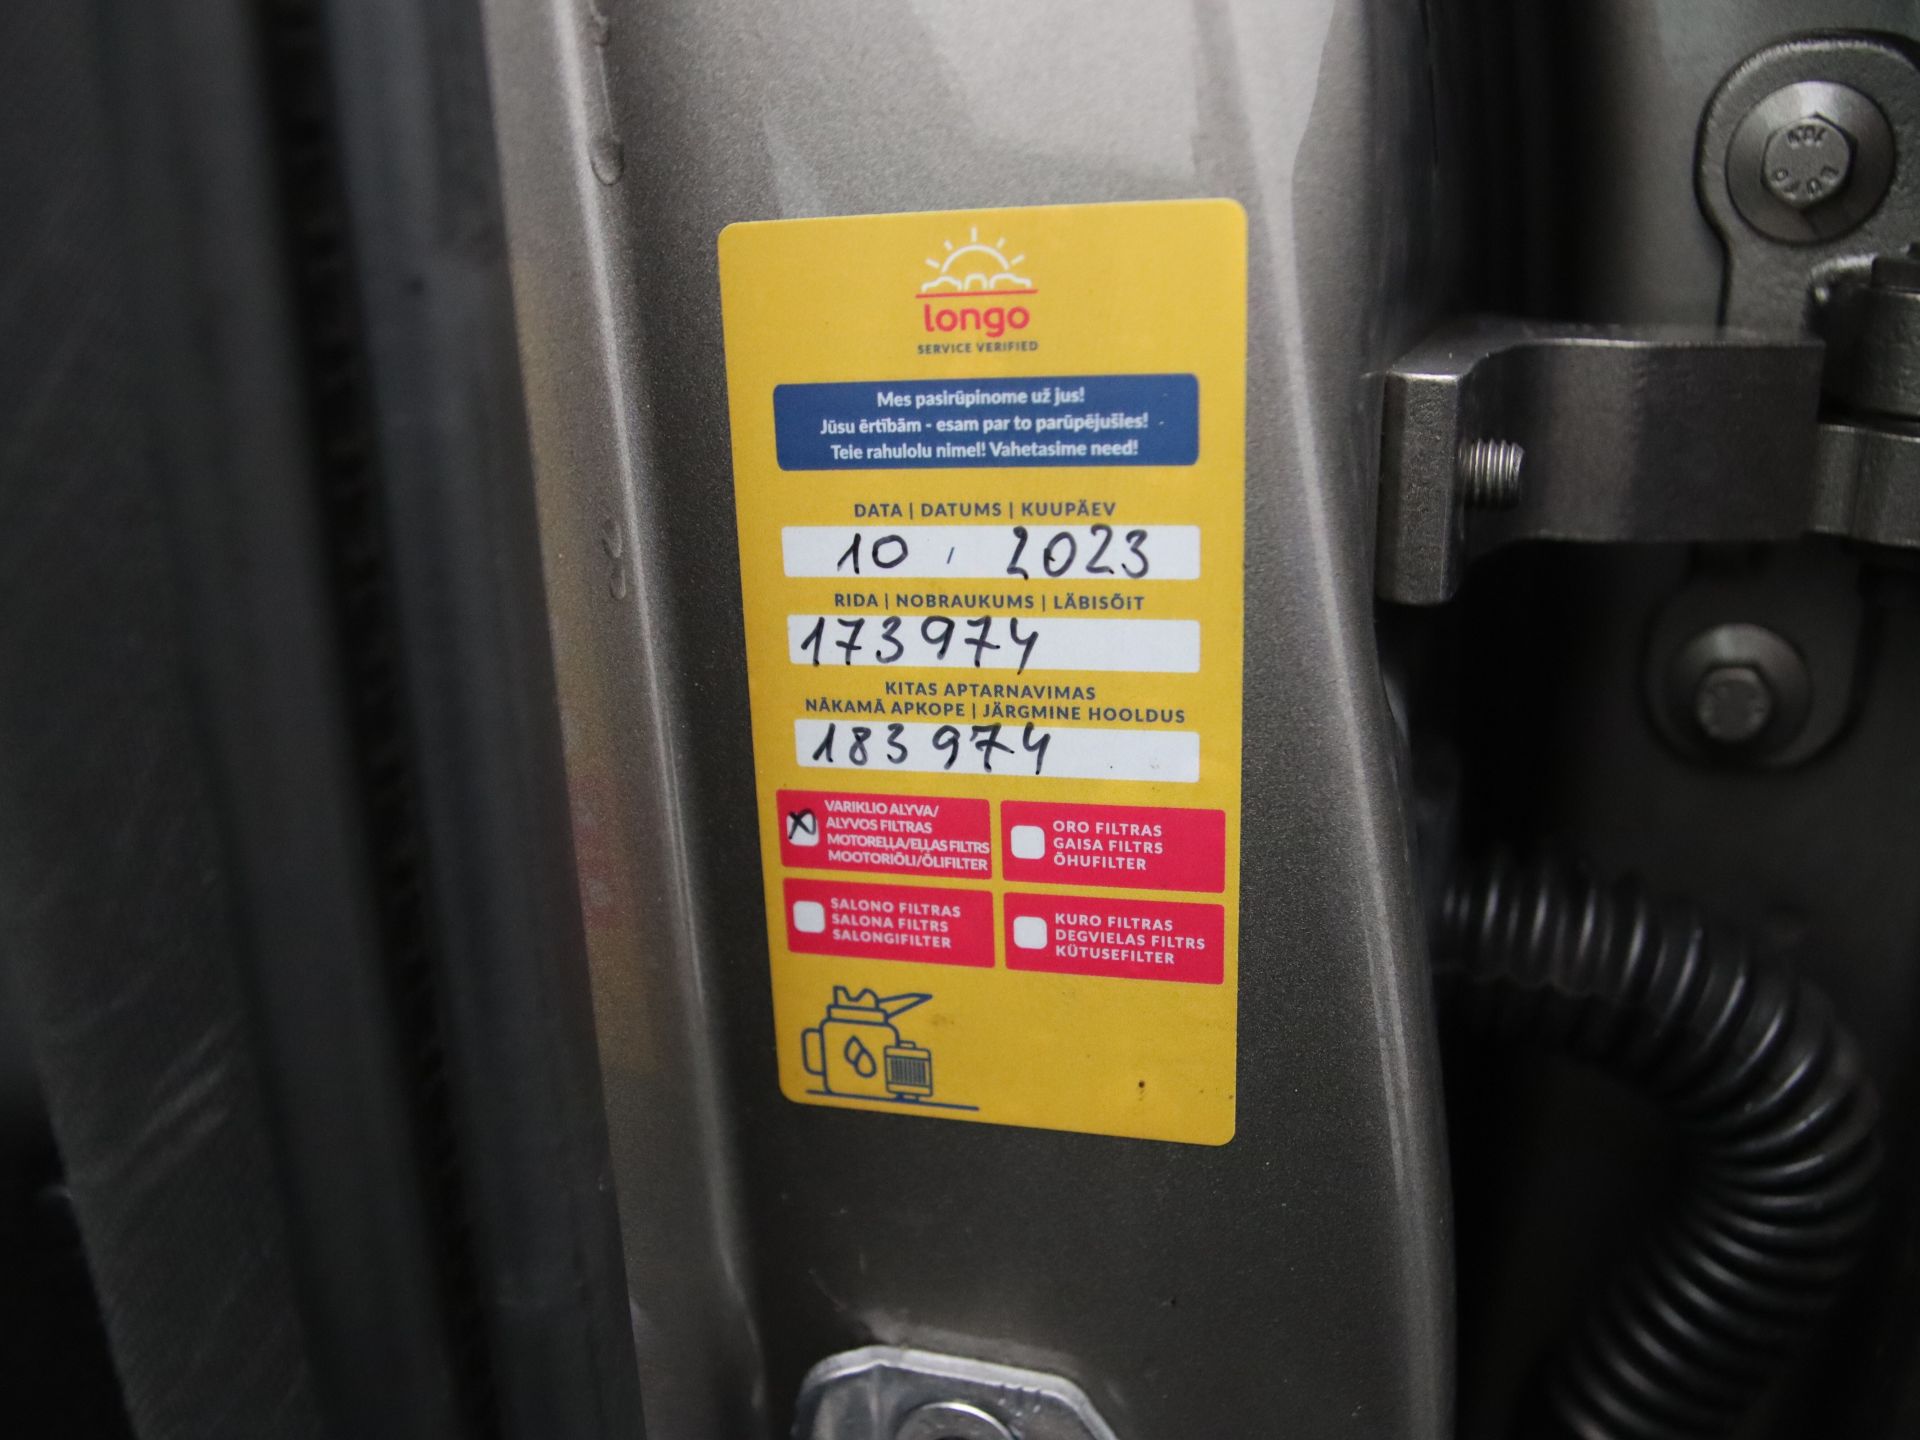 longo
SERVICE VERIFIED
Mes pasirūpinome už jus!
Jūsu ērtībām - esam par to parūpējušies!
Teie rahulolu nimel! Vahetasime need!
DATA | DATUMS | KUUPÄEV
10, 2023
RIDA | NOBRAUKUMS | LÄBISÕIT
173974
KITAS APTARNAVIMAS
NĀKAMĀ APKOPE | JÄRGMINE HOOLDUS
183974
VARIKLIO ALYVA/
ALYVOS FILTRAS
MOTOREĻĻA/EĻĻAS FILTRS
MOOTORIÕLI/ÕLIFILTER
ORO FILTRAS
GAISA FILTRS
ÕHUFILTER
SALONO FILTRAS
SALONA FILTRS
SALONGIFILTER
KURO FILTRAS
DEGVIELAS FILTRS
KÜTUSEFILTER